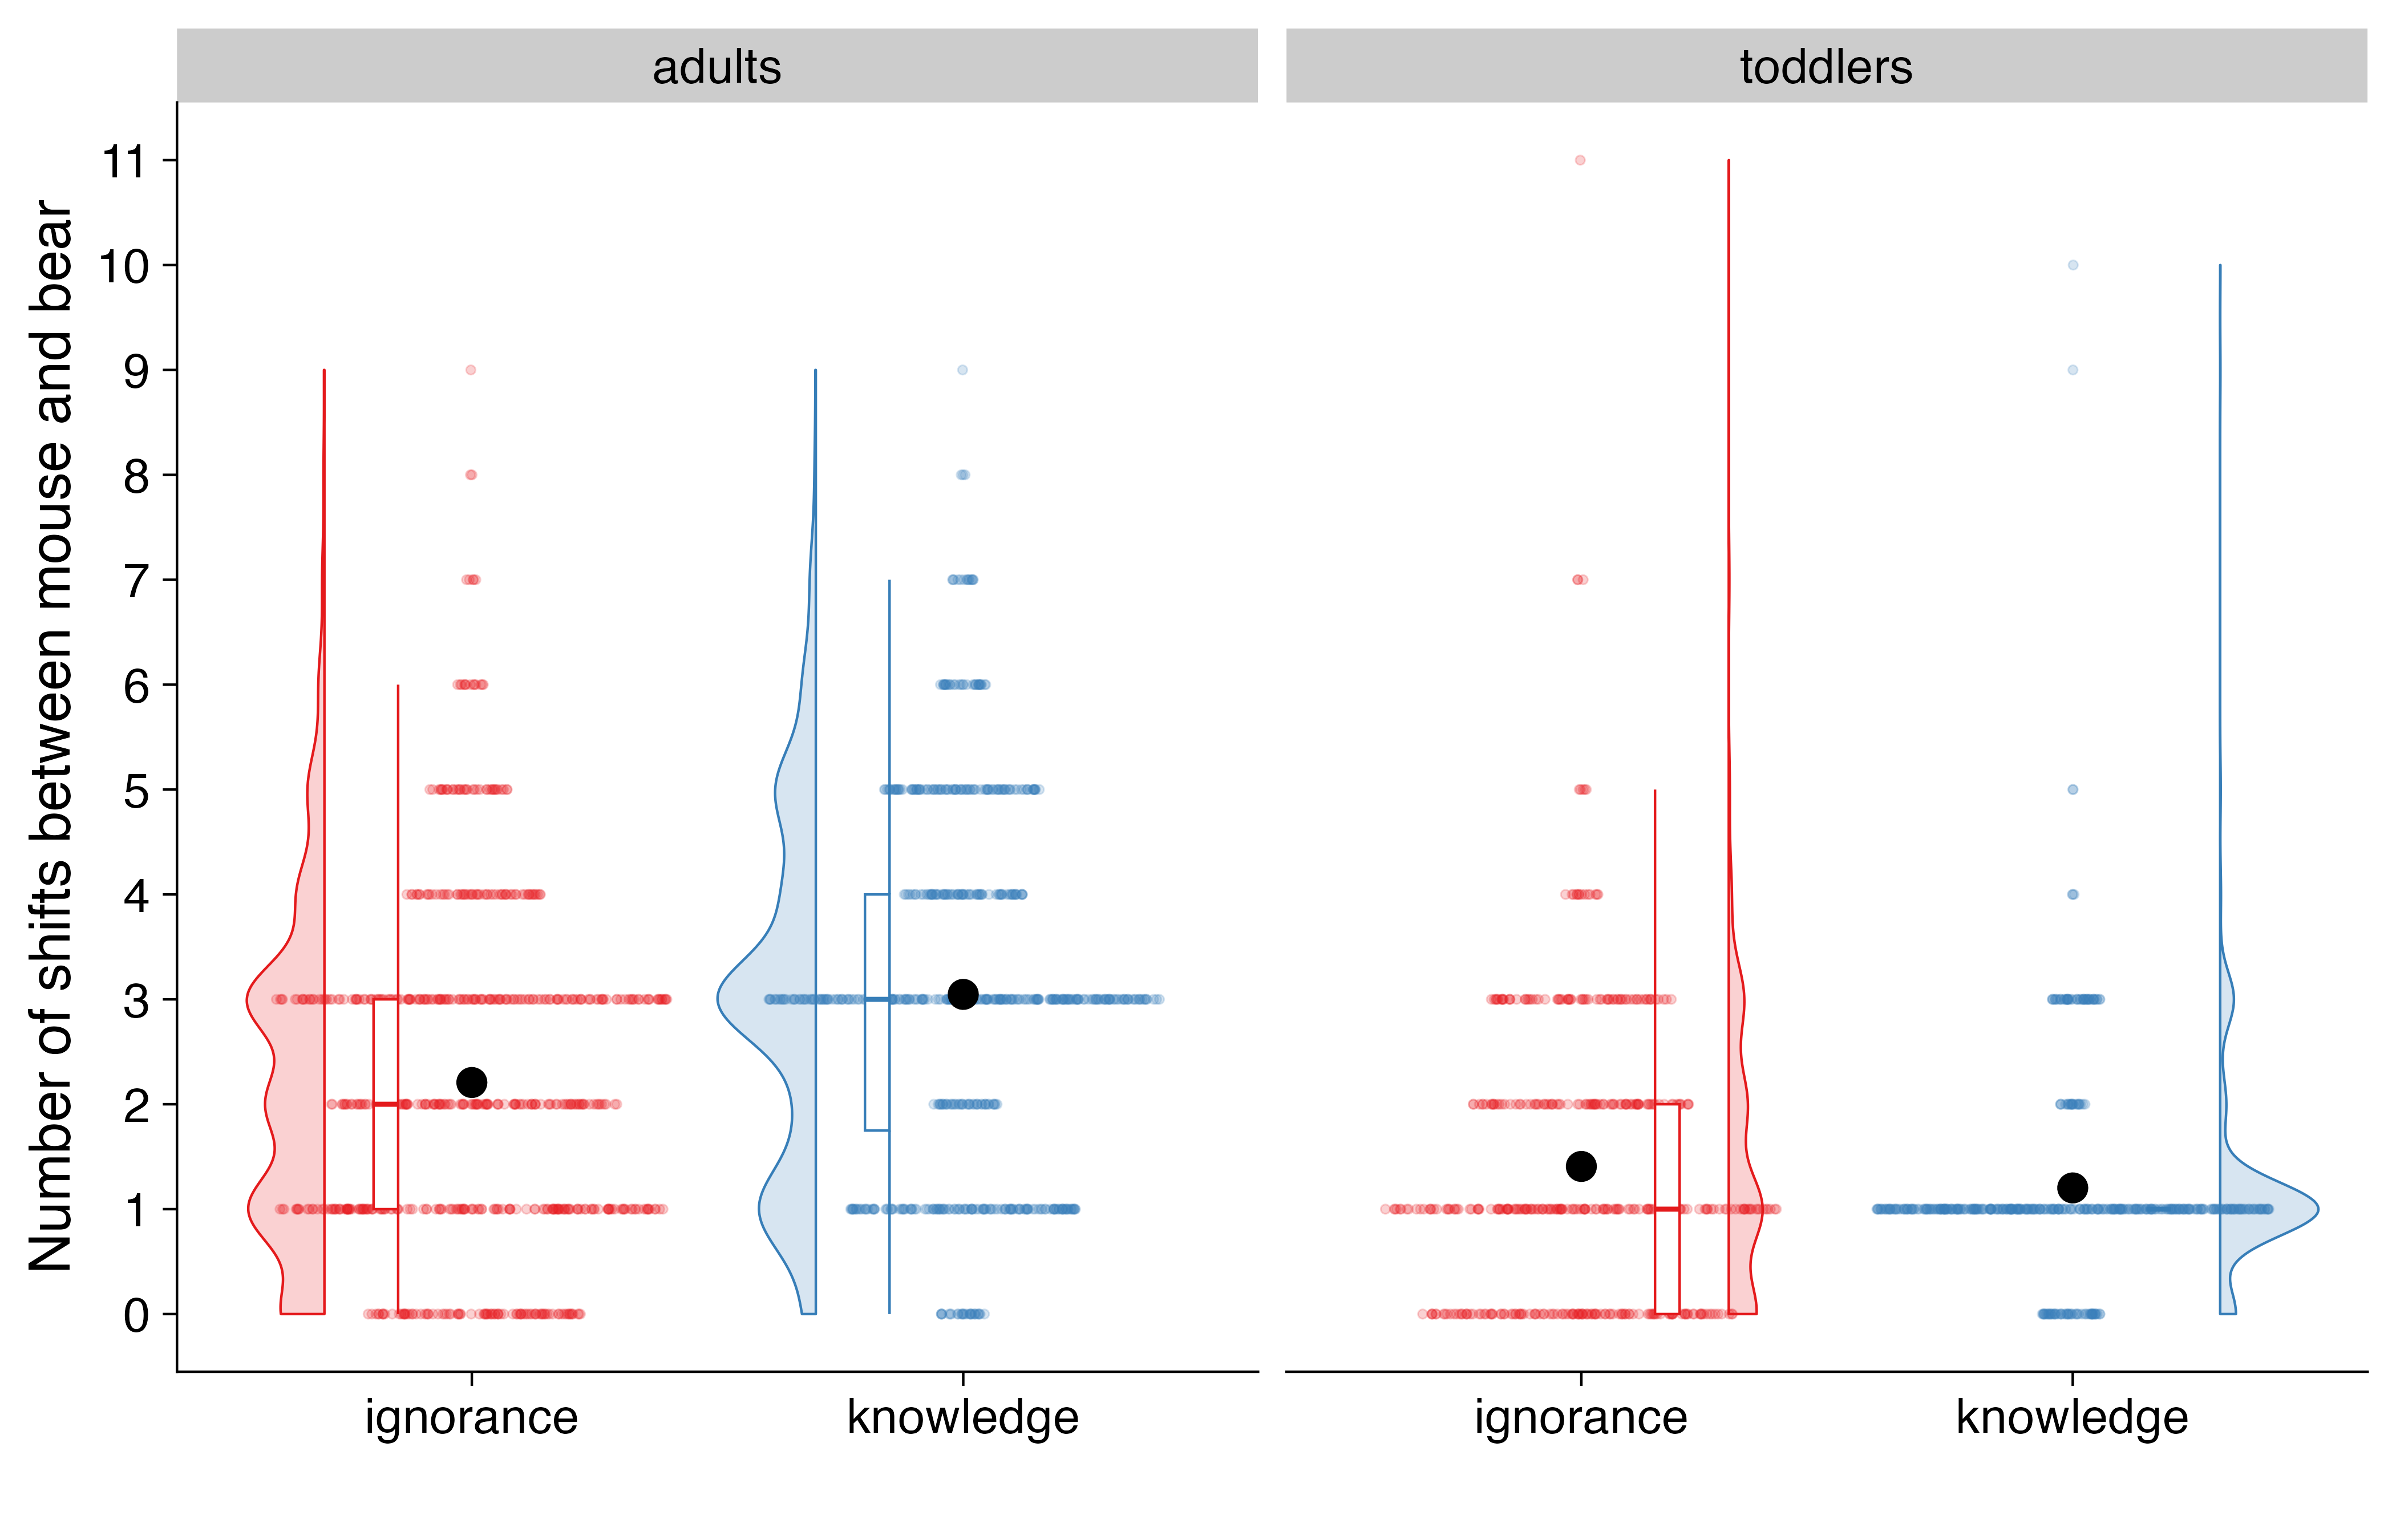 adults
toddlers
Number of shifts between mouse and bear
11
10
9
8
7
6
5
4
3
2
1
0
ignorance
knowledge
ignorance
knowledge